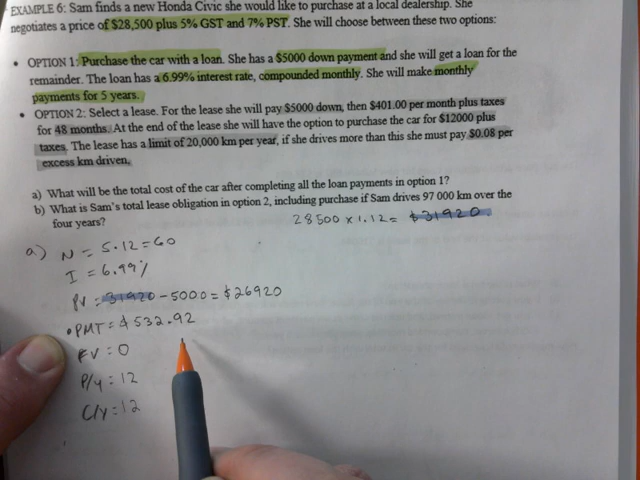 EXAMPLE 6: Sam finds a new Honda Civic she would like to purchase at a local dealership. She
negotiates a price of $28,500 plus 5% GST and 7% PST. She will choose between these two options:
• OPTION 1: Purchase the car with a loan. She has a $5000 down payment and she will get a loan for the
remainder. The loan has a 6.99% interest rate, compounded monthly. She will make monthly
payments for 5 years.
• OPTION 2: Select a lease. For the lease she will pay $5000 down, then $401.00 per month plus taxes
for 48 months. At the end of the lease she will have the option to purchase the car for $12000 plus
taxes. The lease has a limit of 20,000 km per year, if she drives more than this she must pay $0.08 per
excess km driven.
a) What will be the total cost of the car after completing all the loan payments in option 1?
b) What is Sam's total lease obligation in option 2, including purchase if Sam drives 97 000 km over the
four years?
28500 x 1.12 = $31920
a) N = 5·12 = 60
I = 6.99%
PV = 31920 - 5000 = $26920
• PMT = $532.92
FV = 0
P/y = 12
C/y = 12